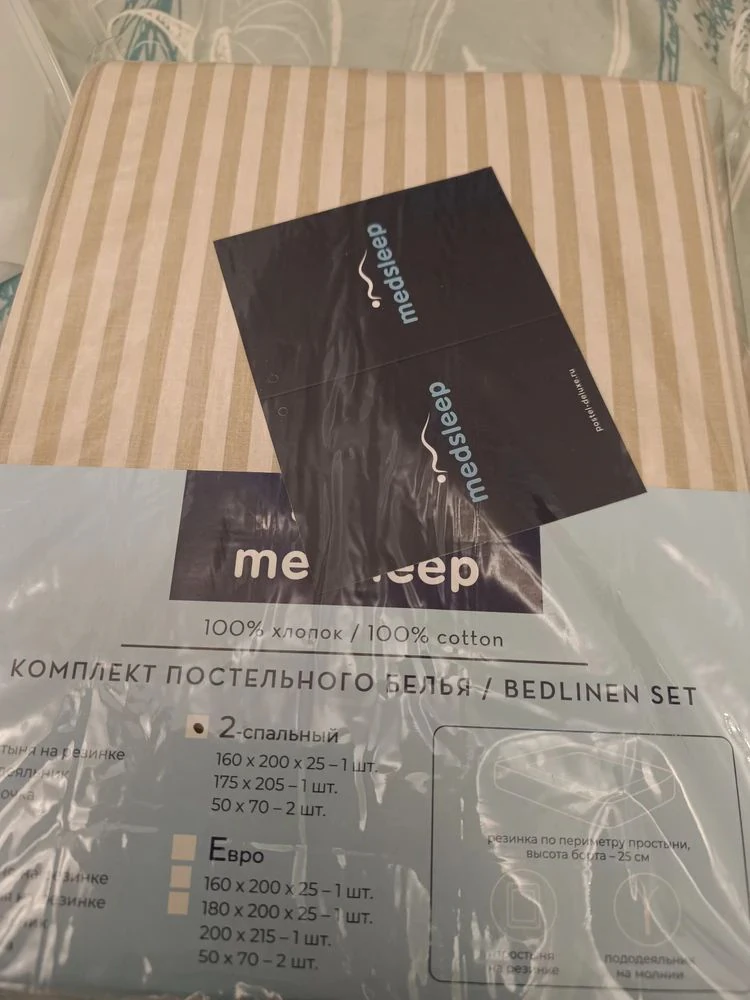 medsleep
medsleep
postel-deluxe.ru
100% хлопок / 100% cotton
КОМПЛЕКТ ПОСТЕЛЬНОГО БЕЛЬЯ / BEDLINEN SET
2-спальный
на резинке
160 x 200 x 25 – 1 шт.
175 x 205 – 1 шт.
50 x 70 – 2 шт.
Евро
160 x 200 x 25 – 1 шт.
180 x 200 x 25 – 1 шт.
200 x 215 – 1 шт.
50 x 70 – 2 шт.
резинка по периметру простыни,
высота борта – 25 см
простыня
на резинке
пододеяльник
на молнии